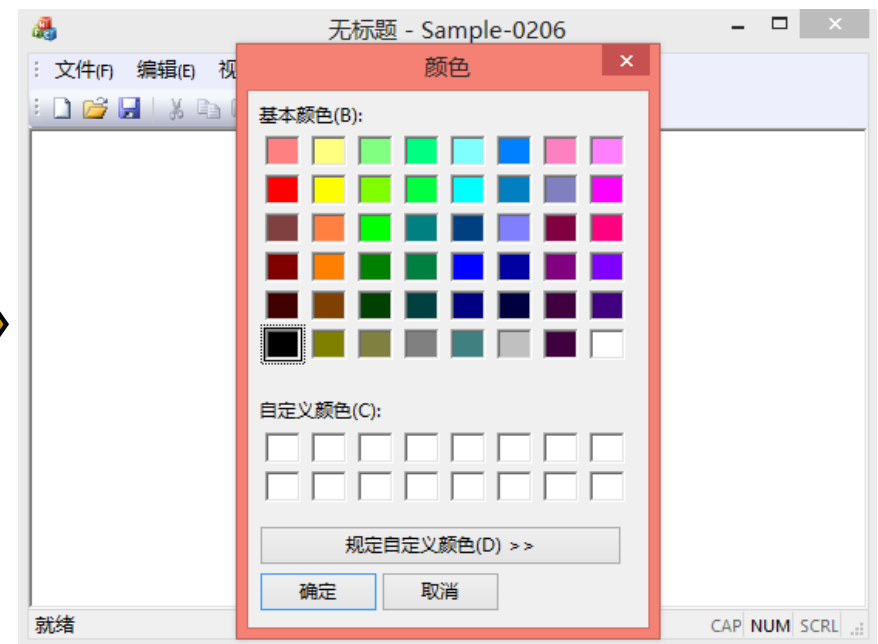 无标题 - Sample-0206
文件(F) 编辑(E) 视
颜色
基本颜色(B):
自定义颜色(C):
规定自定义颜色(D) >>
确定 取消
就绪 CAP NUM SCRL